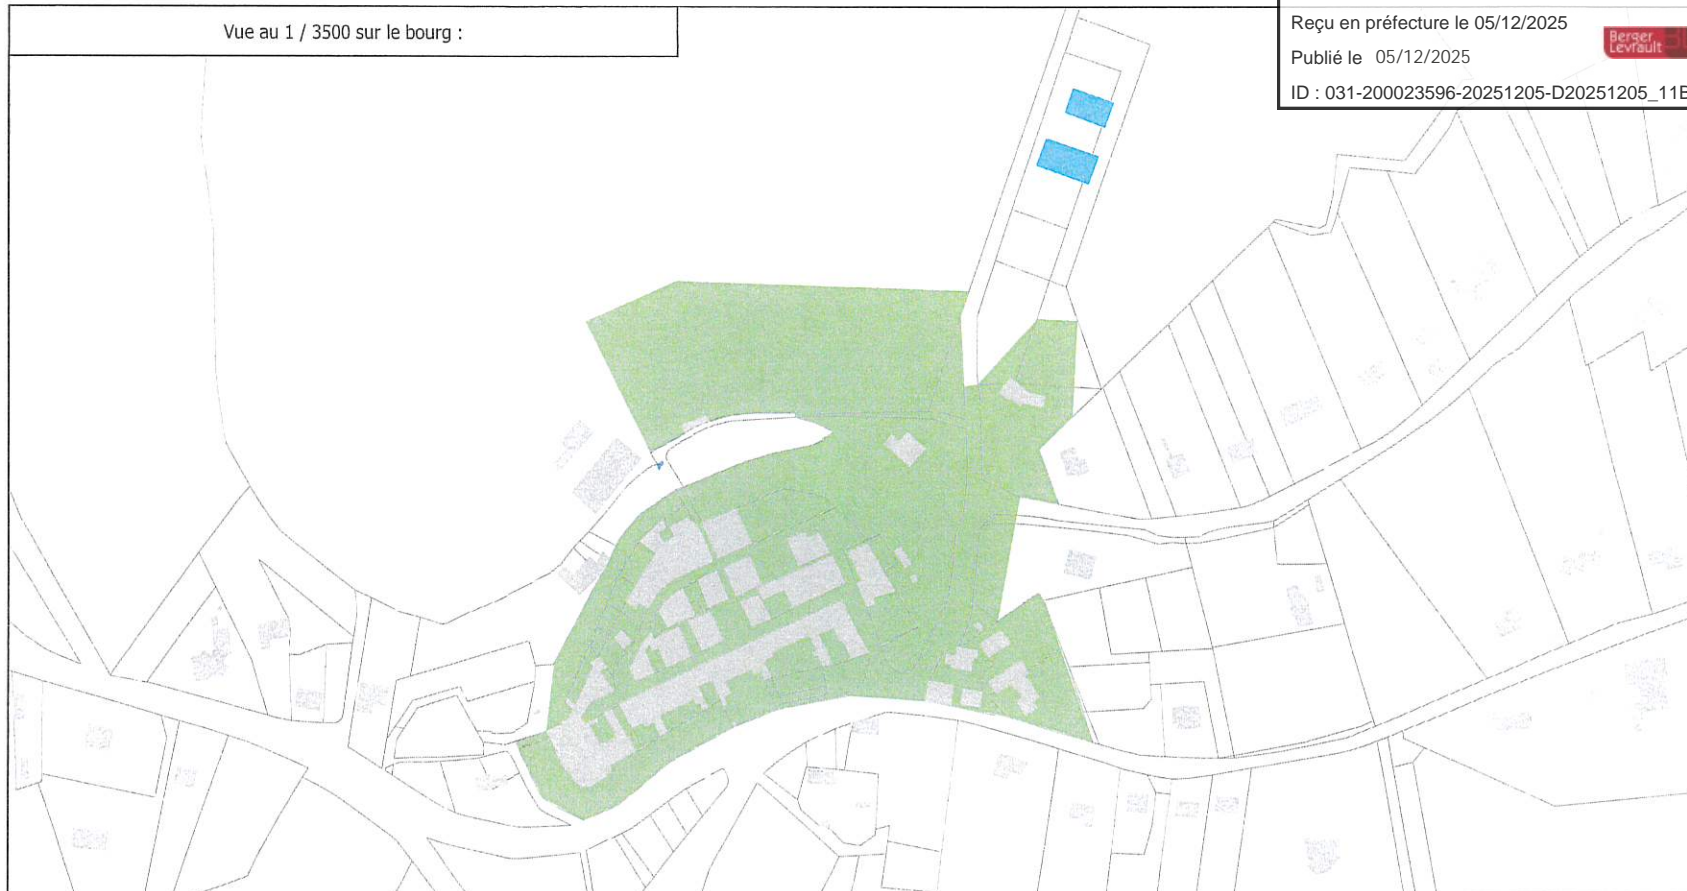 Vue au 1 / 3500 sur le bourg :
Reçu en préfecture le 05/12/2025
Publié le 05/12/2025
ID : 031-200023596-20251205-D20251205_11B
Berger
Levrault